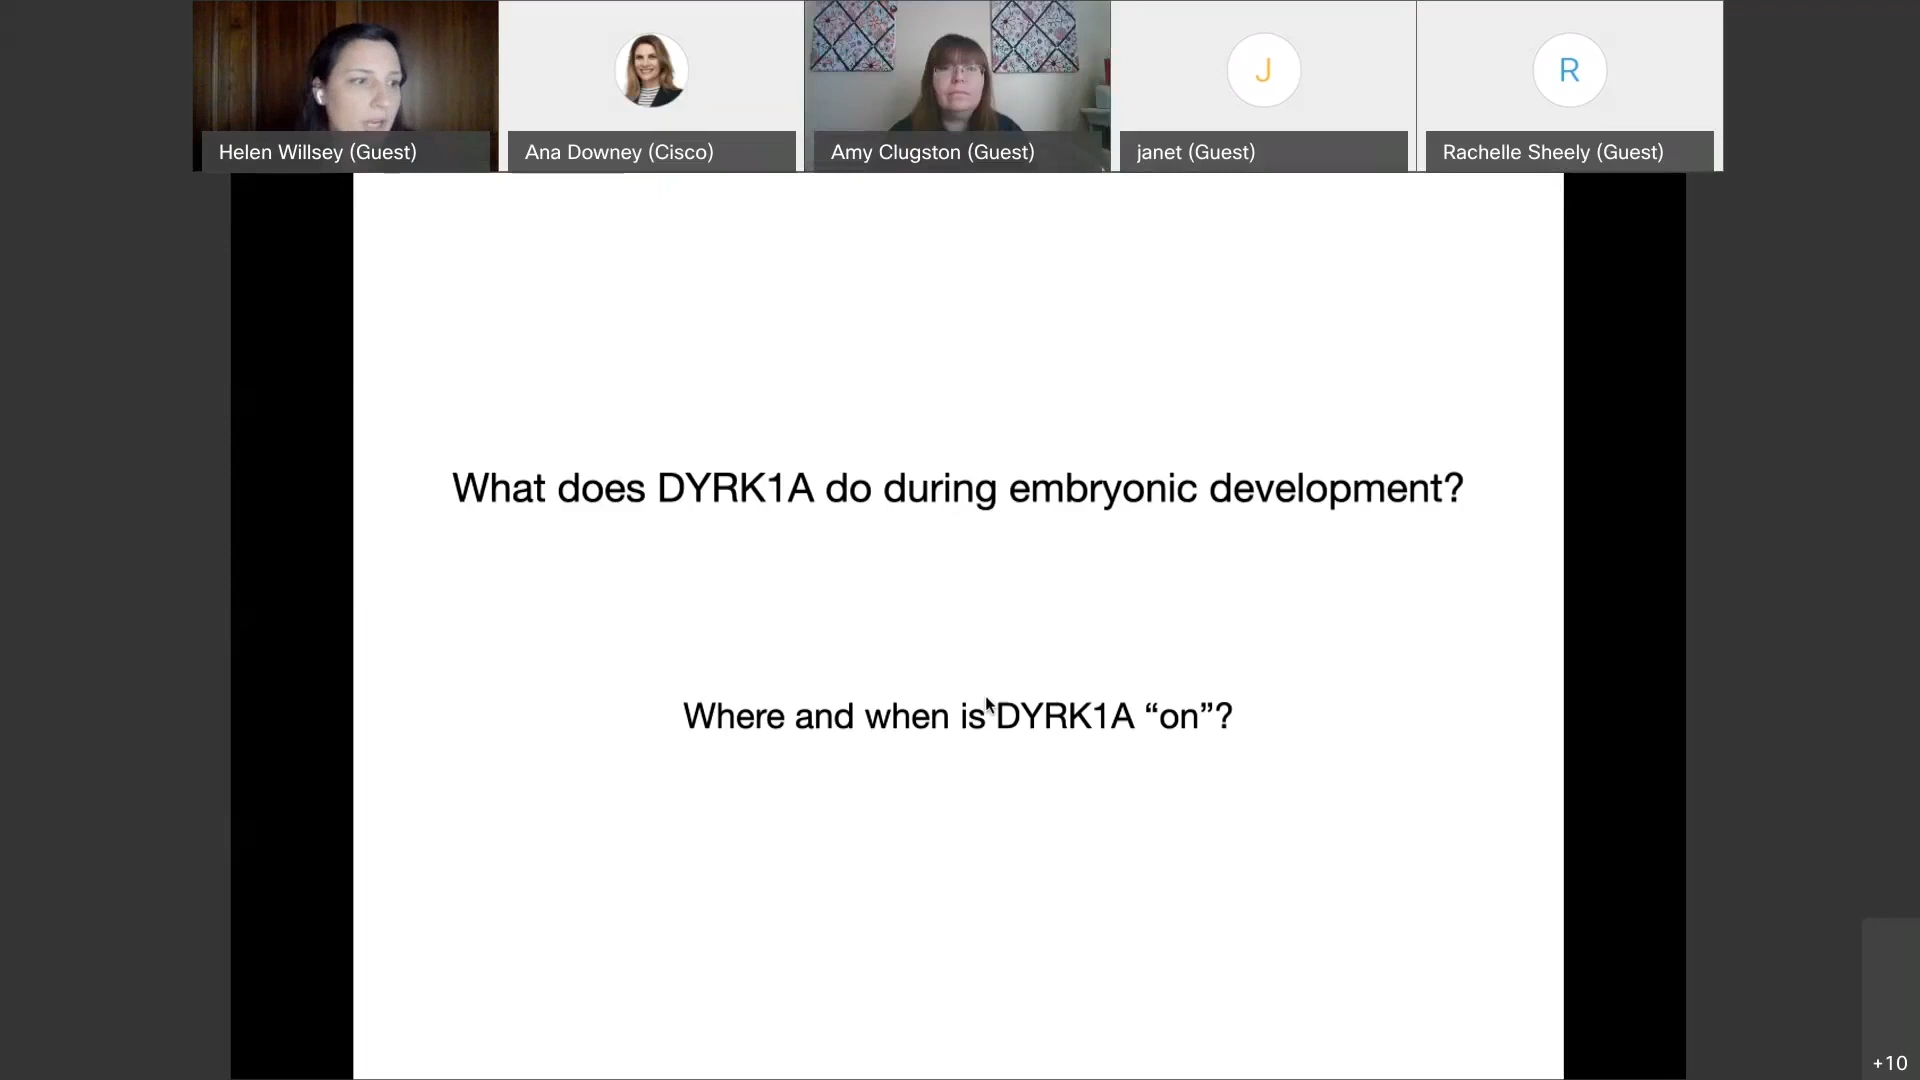 Helen Willsey (Guest)
Ana Downey (Cisco)
Amy Clugston (Guest)
J
janet (Guest)
R
Rachelle Sheely (Guest)
What does DYRK1A do during embryonic development?
Where and when is DYRK1A “on”?
+10